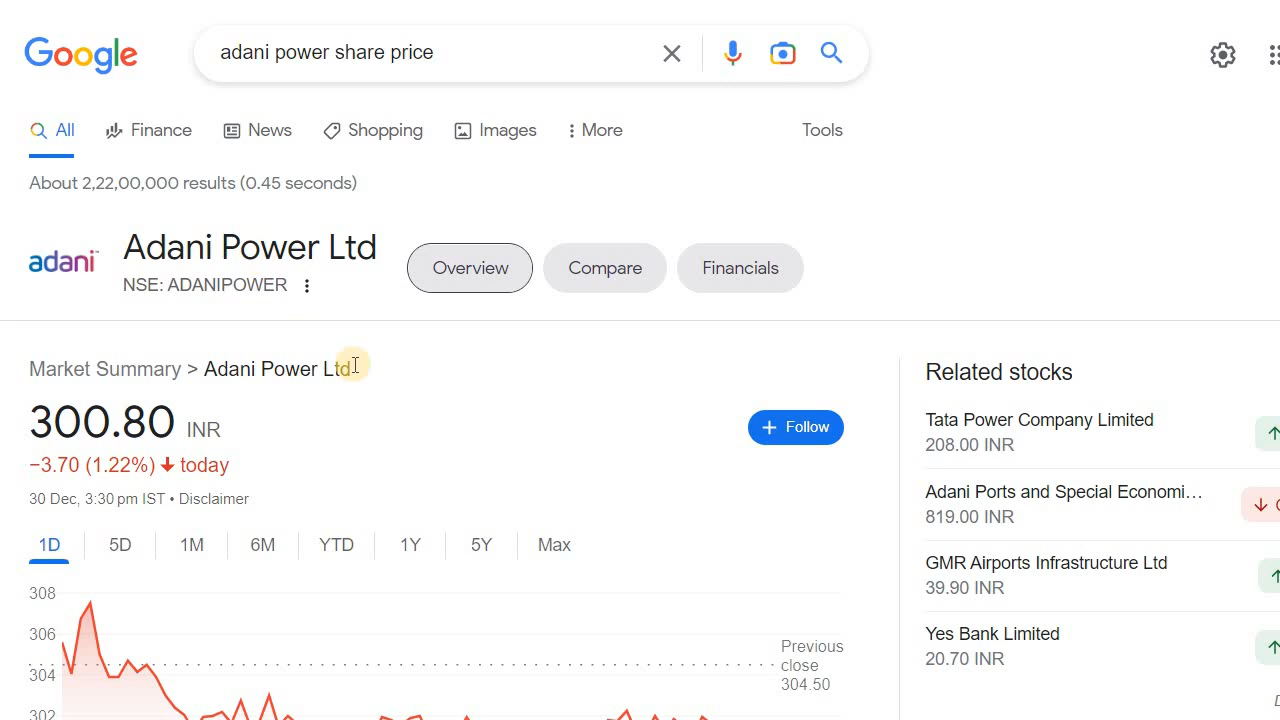 Google
adani power share price
All
Finance
News
Shopping
Images
More
Tools
About 2,22,00,000 results (0.45 seconds)
adani
Adani Power Ltd
NSE: ADANIPOWER
Overview
Compare
Financials
Market Summary > Adani Power Ltd
300.80 INR
−3.70 (1.22%) today
30 Dec, 3:30 pm IST • Disclaimer
+ Follow
1D
5D
1M
6M
YTD
1Y
5Y
Max
308
306
304
302
Previous
close
304.50
Related stocks
Tata Power Company Limited
208.00 INR
Adani Ports and Special Economi...
819.00 INR
GMR Airports Infrastructure Ltd
39.90 INR
Yes Bank Limited
20.70 INR